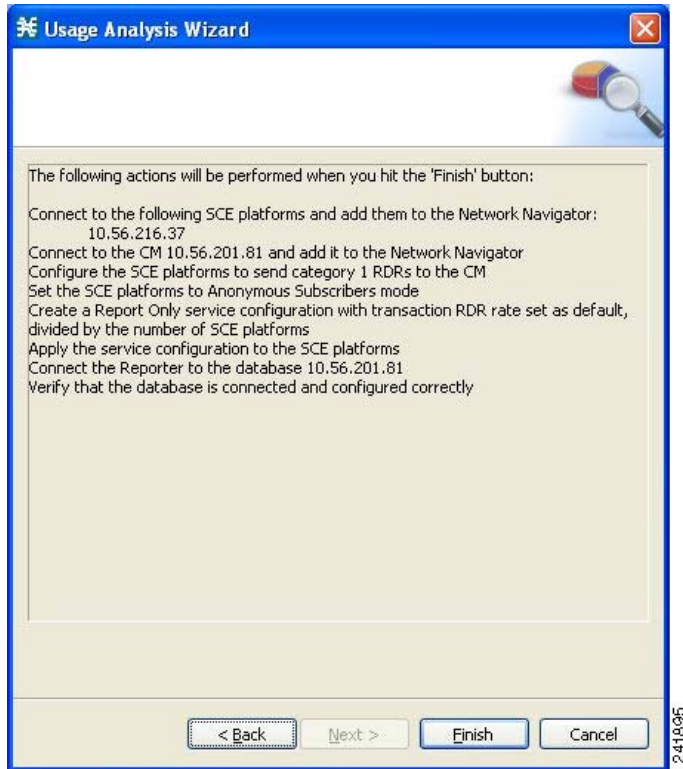 Usage Analysis Wizard
The following actions will be performed when you hit the 'Finish' button:
Connect to the following SCE platforms and add them to the Network Navigator:
10.56.216.37
Connect to the CM 10.56.201.81 and add it to the Network Navigator
Configure the SCE platforms to send category 1 RDRs to the CM
Set the SCE platforms to Anonymous Subscribers mode
Create a Report Only service configuration with transaction RDR rate set as default,
divided by the number of SCE platforms
Apply the service configuration to the SCE platforms
Connect the Reporter to the database 10.56.201.81
Verify that the database is connected and configured correctly
< Back Next > Finish Cancel
241895